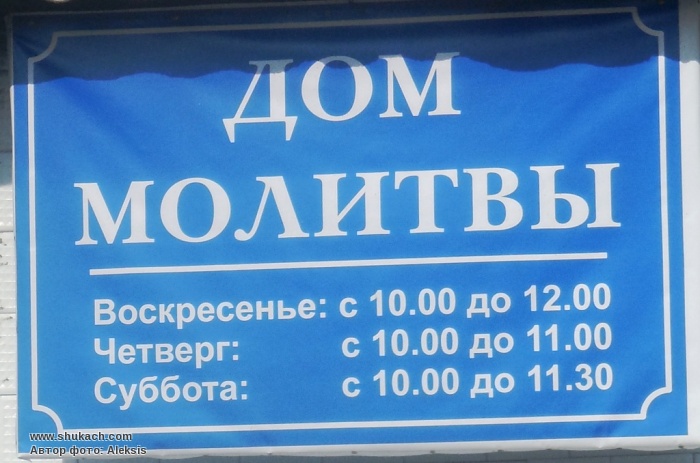 ДОМ
МОЛИТВЫ
Воскресенье: с 10.00 до 12.00
Четверг: с 10.00 до 11.00
Суббота: с 10.00 до 11.30
www.shukach.com
Автор фото: Aleksis